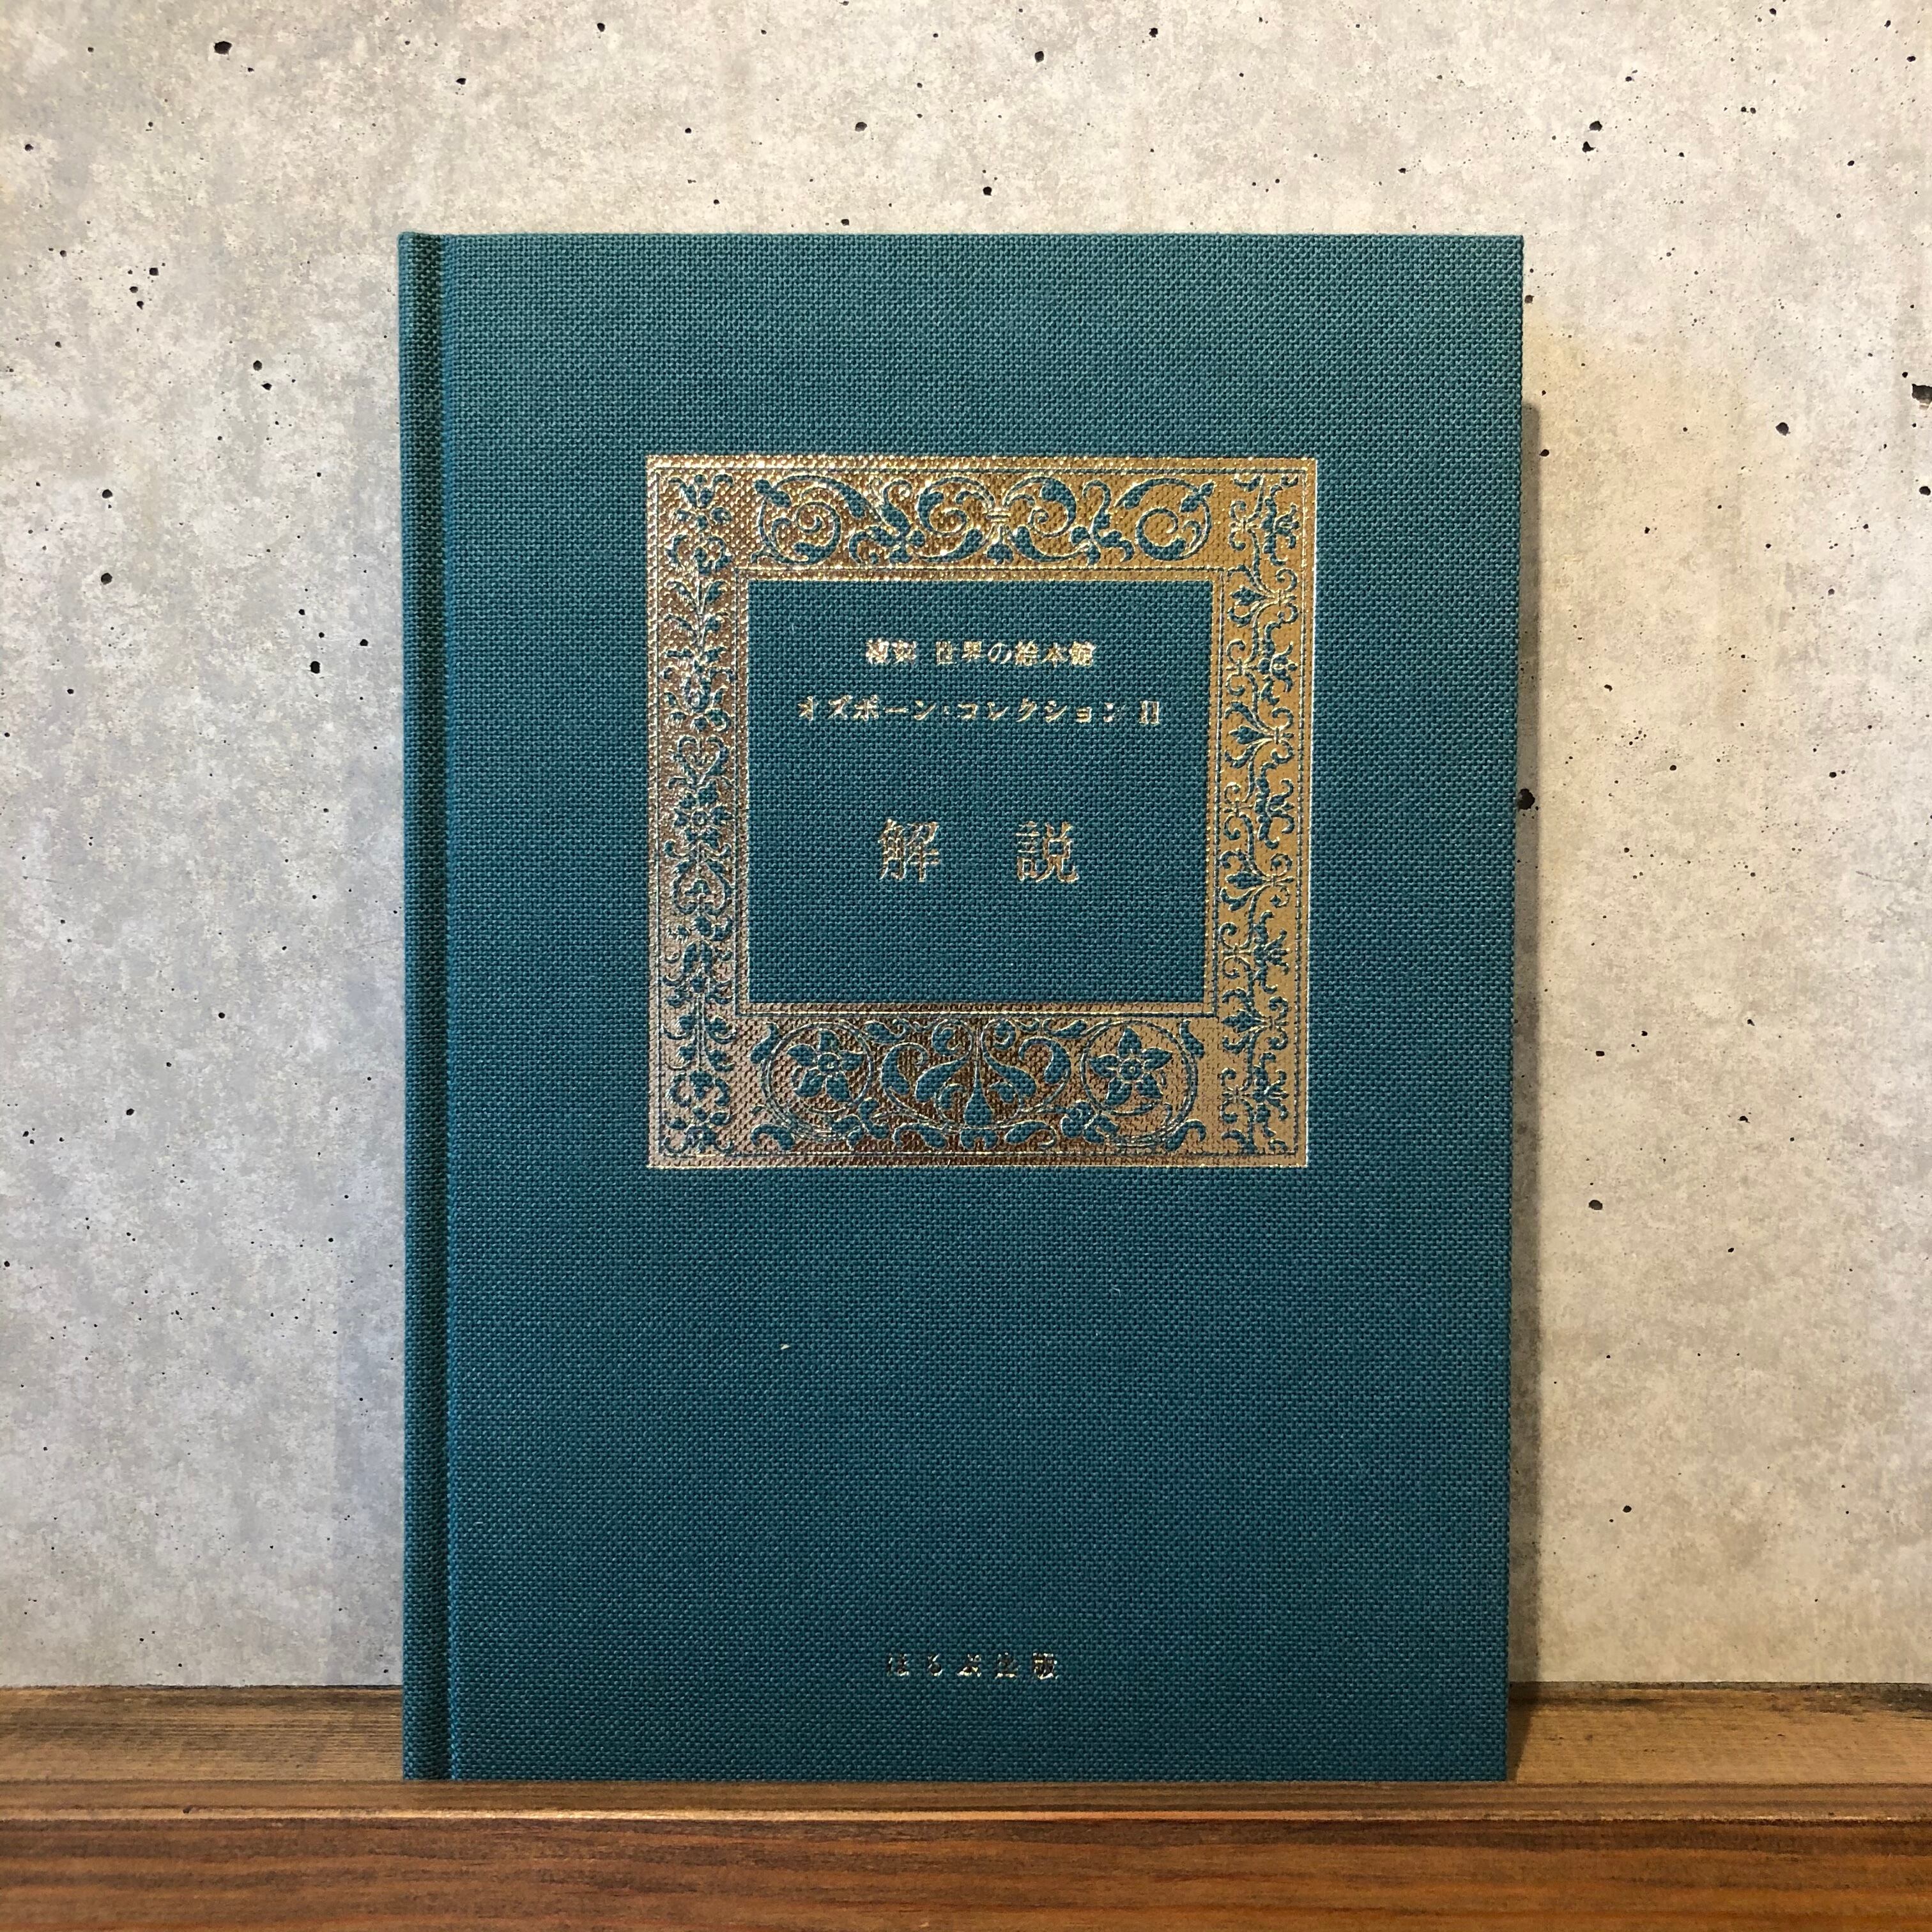 複刻 世界の絵本館
オズボーン・コレクション II
解説
ほるぷ出版